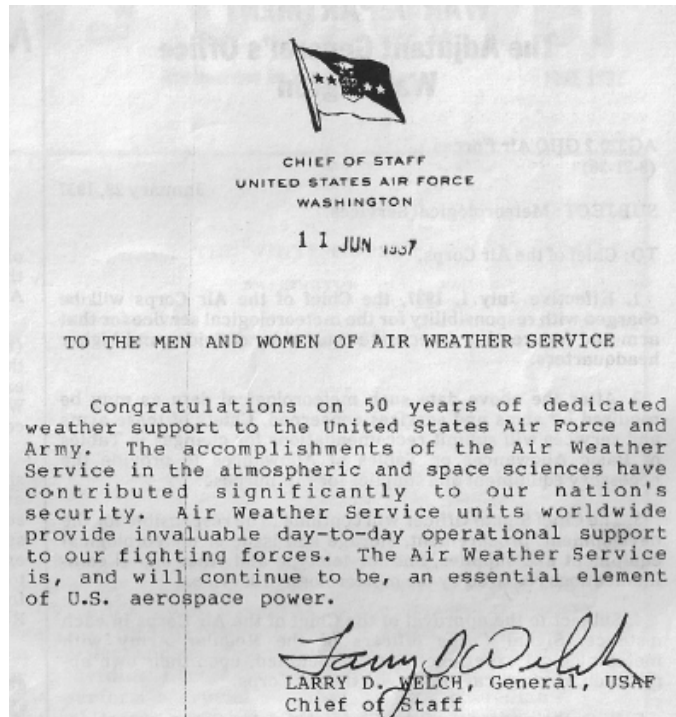 CHIEF OF STAFF
UNITED STATES AIR FORCE
WASHINGTON
1 1 JUN 1987
TO THE MEN AND WOMEN OF AIR WEATHER SERVICE
Congratulations on 50 years of dedicated
weather support to the United States Air Force and
Army. The accomplishments of the Air Weather
Service in the atmospheric and space sciences have
contributed significantly to our nation's
security. Air Weather Service units worldwide
provide invaluable day-to-day operational support
to our fighting forces. The Air Weather Service
is, and will continue to be, an essential element
of U.S. aerospace power.
Larry D Welch
LARRY D. WELCH, General, USAF
Chief of Staff